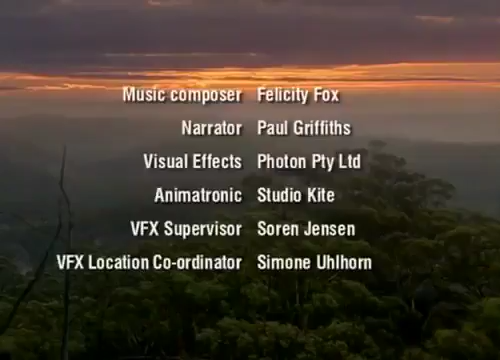 Music composer Felicity Fox
Narrator Paul Griffiths
Visual Effects Photon Pty Ltd
Animatronic Studio Kite
VFX Supervisor Soren Jensen
VFX Location Co-ordinator Simone Uhlhorn